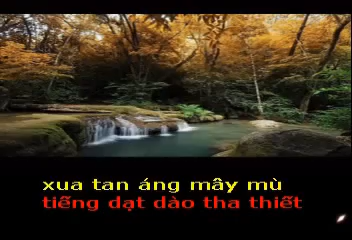 xua tan áng mây mù
tiếng dạt dào tha thiết